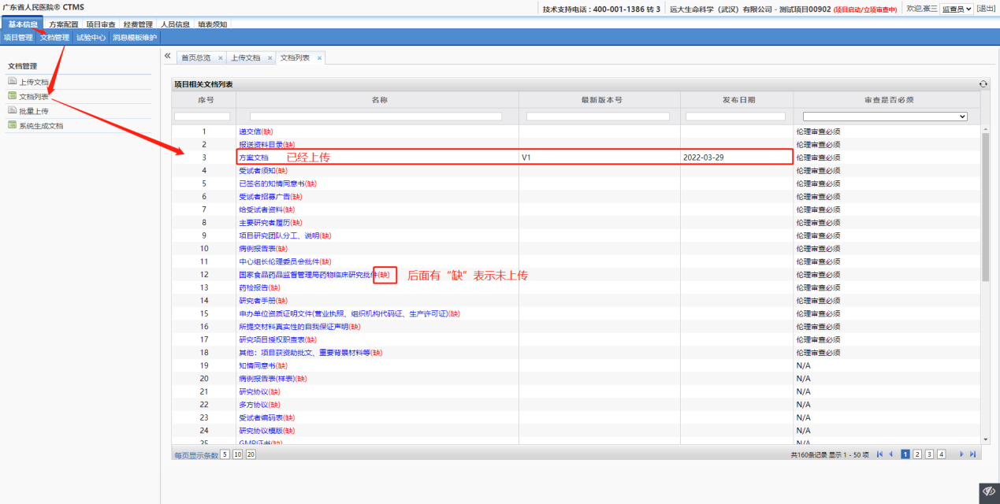 广东省人民医院® CTMS
技术支持电话：400-001-1386 转 3 远大生命科学（武汉）有限公司 - 测试项目00902 (项目启动/立项审查中) 欢迎,张三 监查员 [退出]
基本信息 方案配置 项目审查 经费管理 人员信息 填表须知
项目管理 文档管理 试验中心 消息模板维护
文档管理
上传文档
文档列表
批量上传
系统生成文档
« 首页总览 × 上传文档 × 文档列表 ×
项目相关文档列表
序号 名称 最新版本号 发布日期 审查是否必须
1 递交信(缺) 伦理审查必须
2 报送资料目录(缺) 伦理审查必须
3 方案文档 已经上传 V1 2022-03-29 伦理审查必须
4 受试者须知(缺) 伦理审查必须
5 已签名的知情同意书(缺) 伦理审查必须
6 受试者招募广告(缺) 伦理审查必须
7 给受试者资料(缺) 伦理审查必须
8 主要研究者履历(缺) 伦理审查必须
9 项目研究团队分工、说明(缺) 伦理审查必须
10 病例报告表(缺) 伦理审查必须
11 中心组长伦理委员会批件(缺) 伦理审查必须
12 国家食品药品监督管理局药物临床研究批件(缺) 后面有“缺”表示未上传 伦理审查必须
13 药检报告(缺) 伦理审查必须
14 研究者手册(缺) 伦理审查必须
15 申办单位资质证明文件(营业执照、组织机构代码证、生产许可证)(缺) 伦理审查必须
16 所提交材料真实性的自我保证声明(缺) 伦理审查必须
17 研究项目授权职责表(缺) 伦理审查必须
18 其他：项目获资助批文、重要背景材料等(缺) 伦理审查必须
19 知情同意书(缺) N/A
20 病例报告表(样表)(缺) N/A
21 研究协议(缺) N/A
22 多方协议(缺) N/A
23 受试者编码表(缺) N/A
24 研究协议模版(缺) N/A
25 GMP证书(缺) N/A
每页显示条数 5 10 20 共160条记录 显示 1 - 50 项 1 2 3 4